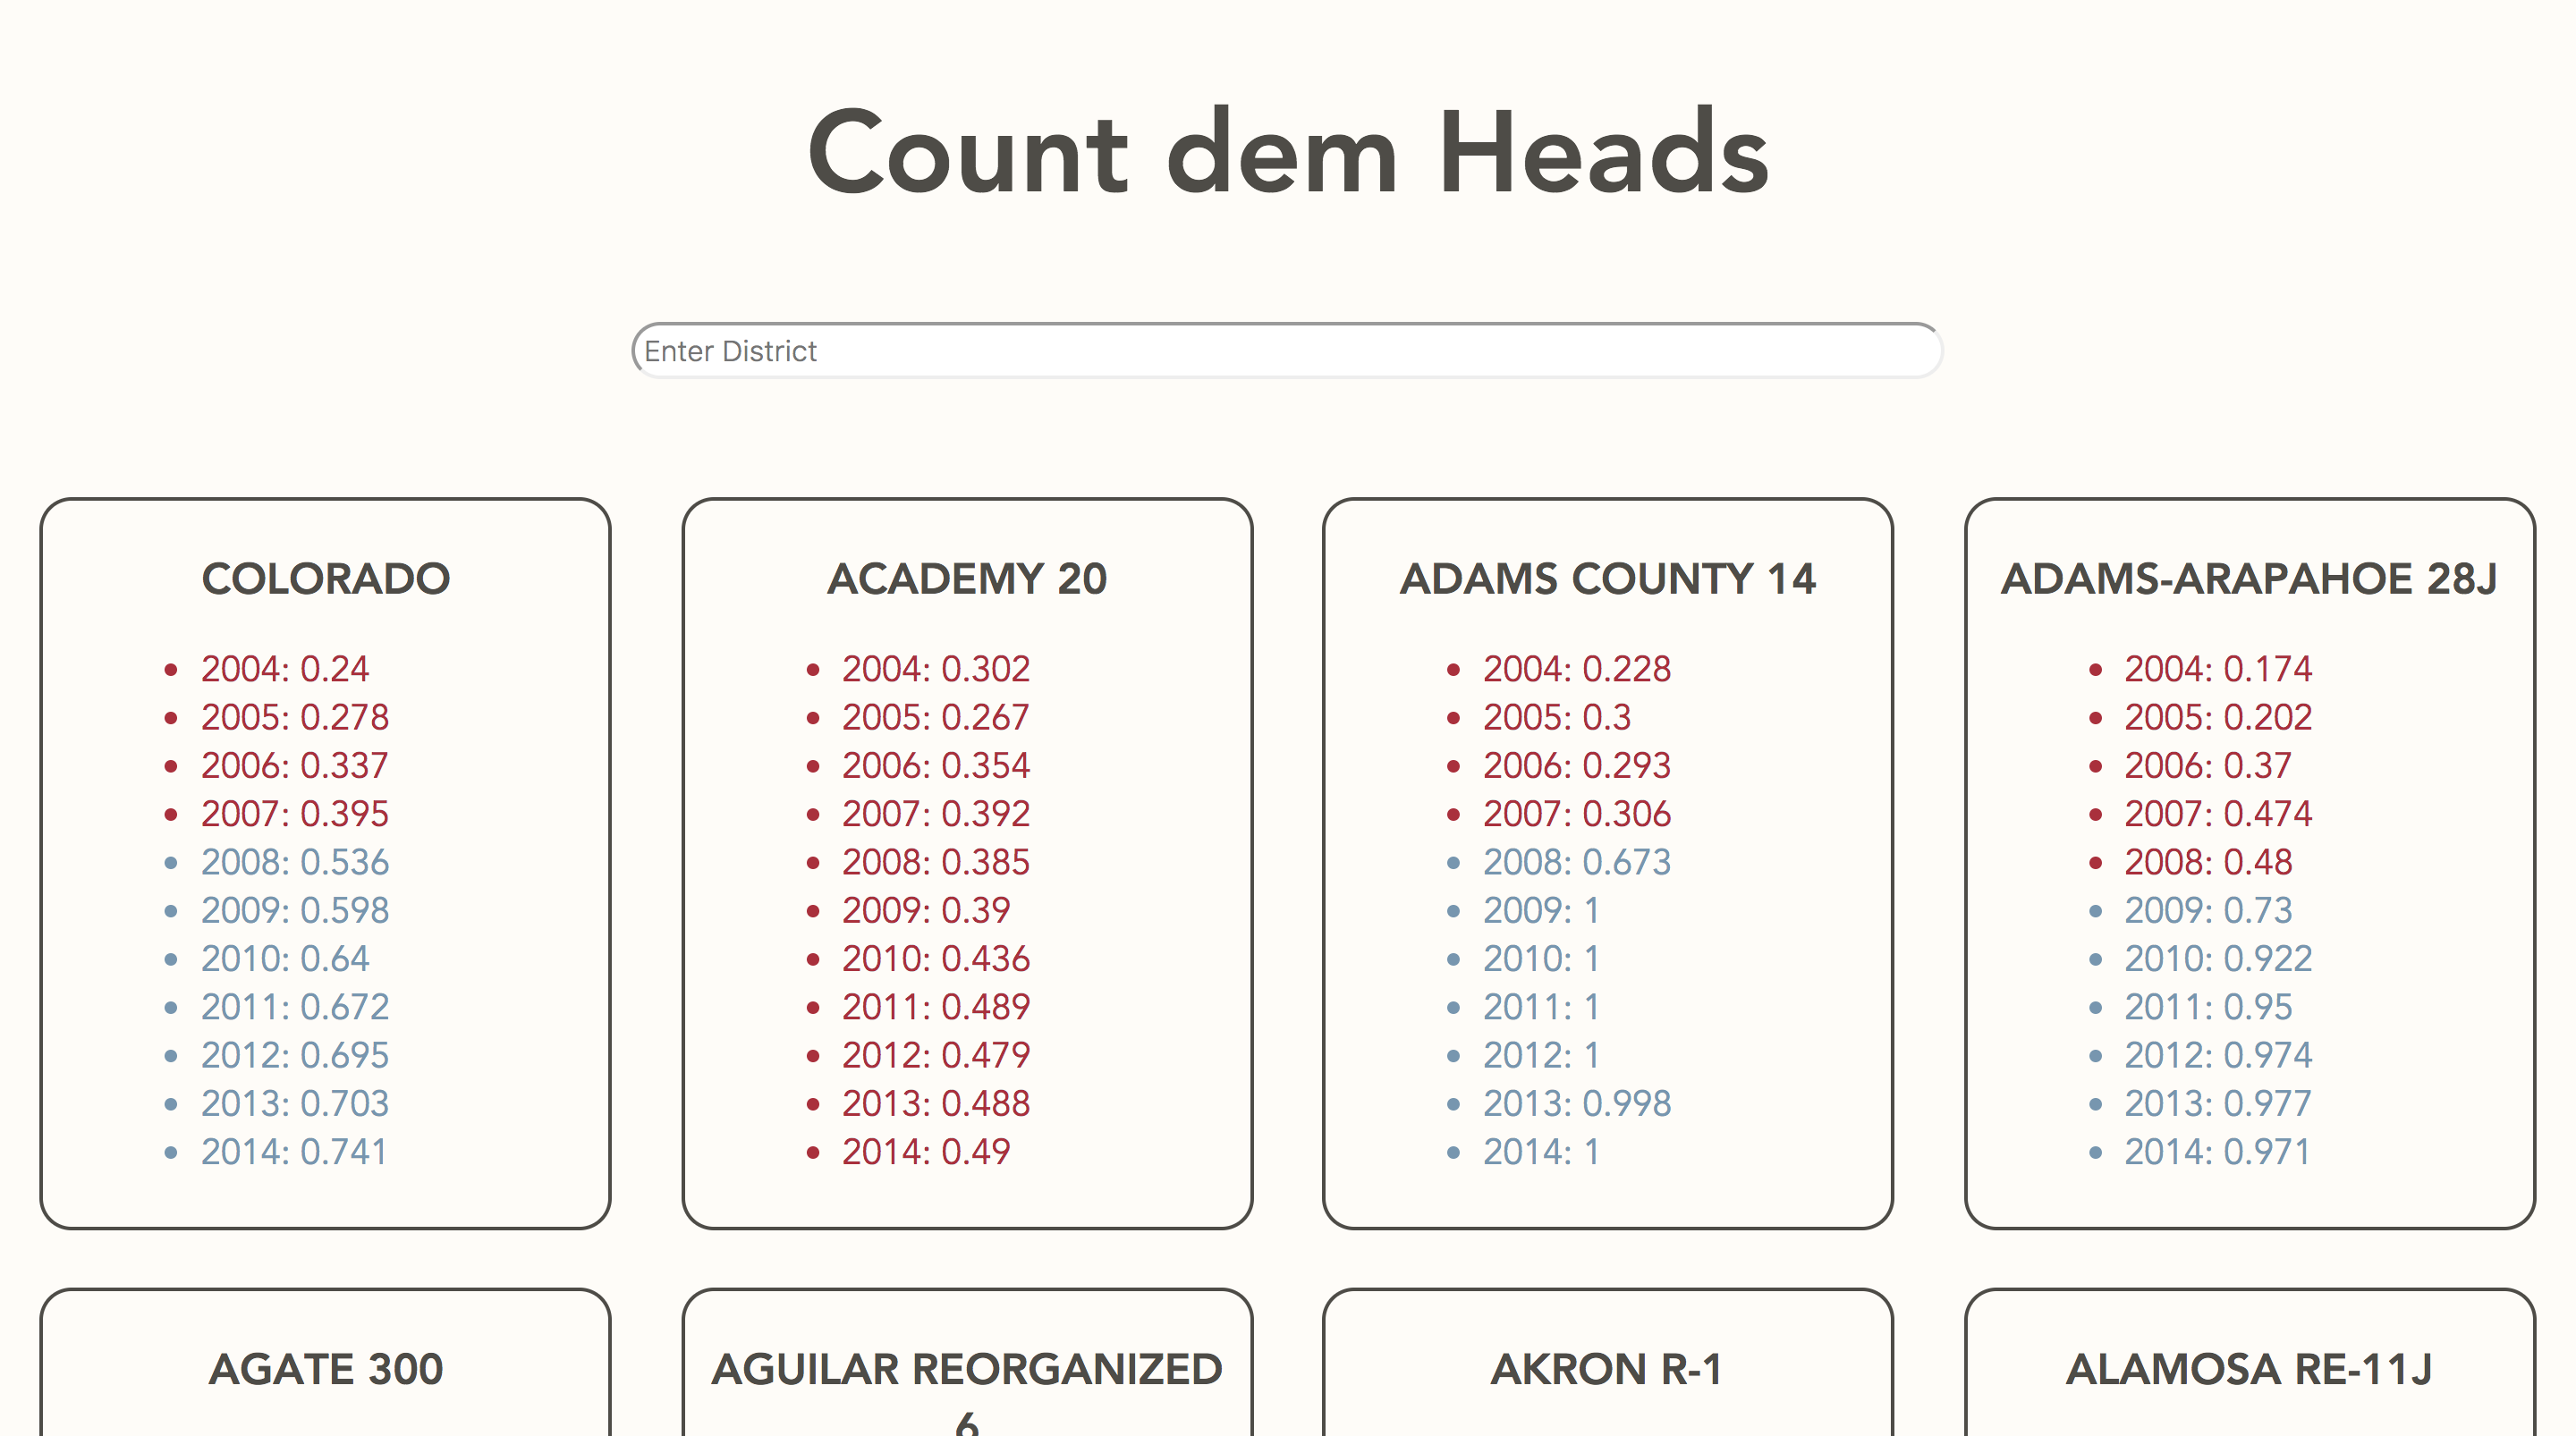 Count dem Heads
Enter District
COLORADO
• 2004: 0.24
• 2005: 0.278
• 2006: 0.337
• 2007: 0.395
• 2008: 0.536
• 2009: 0.598
• 2010: 0.64
• 2011: 0.672
• 2012: 0.695
• 2013: 0.703
• 2014: 0.741
ACADEMY 20
• 2004: 0.302
• 2005: 0.267
• 2006: 0.354
• 2007: 0.392
• 2008: 0.385
• 2009: 0.39
• 2010: 0.436
• 2011: 0.489
• 2012: 0.479
• 2013: 0.488
• 2014: 0.49
ADAMS COUNTY 14
• 2004: 0.228
• 2005: 0.3
• 2006: 0.293
• 2007: 0.306
• 2008: 0.673
• 2009: 1
• 2010: 1
• 2011: 1
• 2012: 1
• 2013: 0.998
• 2014: 1
ADAMS-ARAPAHOE 28J
• 2004: 0.174
• 2005: 0.202
• 2006: 0.37
• 2007: 0.474
• 2008: 0.48
• 2009: 0.73
• 2010: 0.922
• 2011: 0.95
• 2012: 0.974
• 2013: 0.977
• 2014: 0.971
AGATE 300
AGUILAR REORGANIZED
6
AKRON R-1
ALAMOSA RE-11J